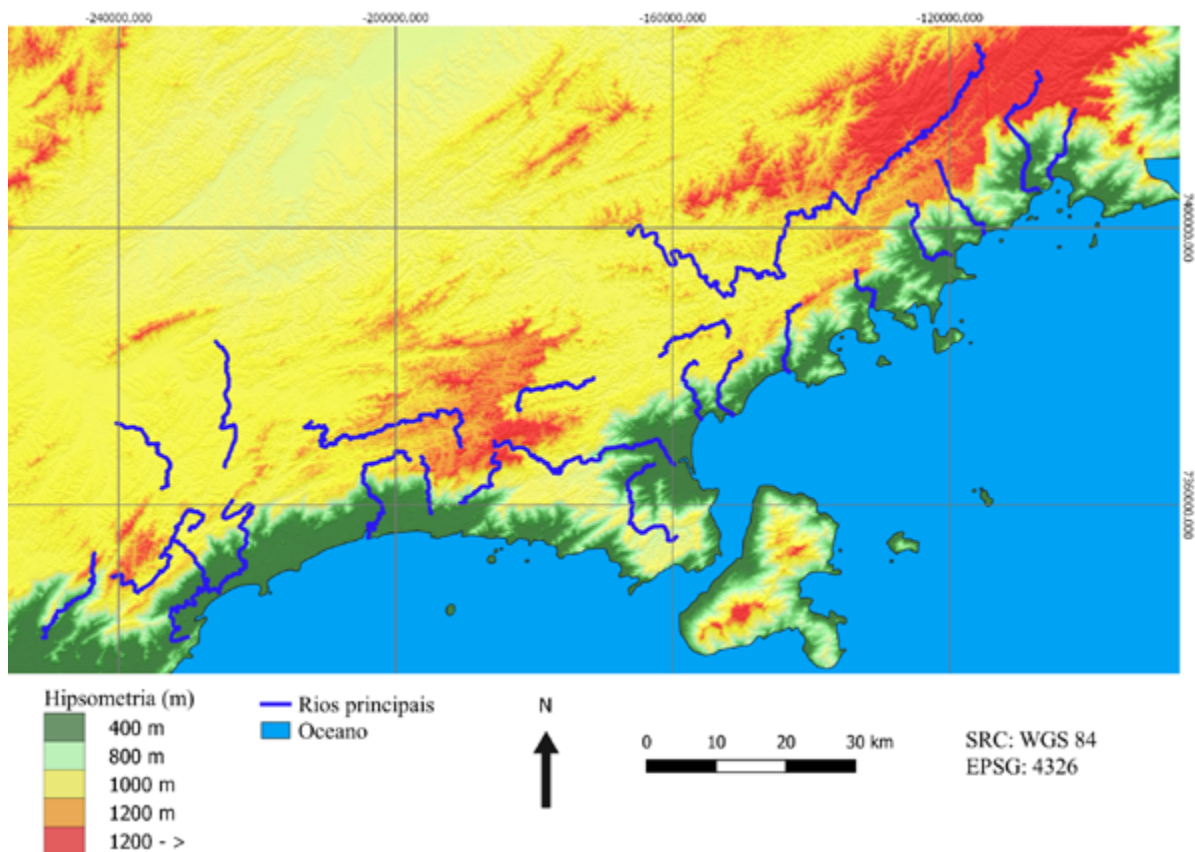 -240000.000 -200000.000 -160000.000 -120000.000
7400000.000
7360000.000
Hipsometria (m)
400 m
800 m
1000 m
1200 m
1200 - >
Rios principais
Oceano
N
0 10 20 30 km
SRC: WGS 84
EPSG: 4326